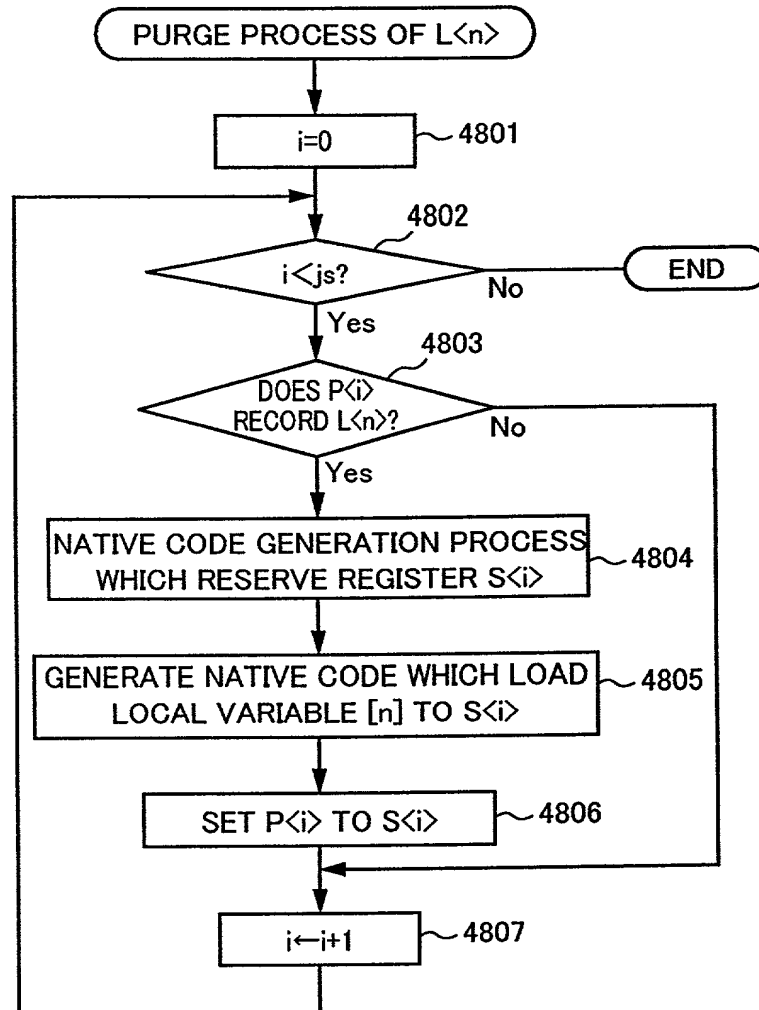 PURGE PROCESS OF L<n>
i=0
4801
4802
i<js?
No
END
Yes
4803
DOES P<i>
RECORD L<n>?
No
Yes
NATIVE CODE GENERATION PROCESS
WHICH RESERVE REGISTER S<i>
4804
GENERATE NATIVE CODE WHICH LOAD
LOCAL VARIABLE [n] TO S<i>
4805
SET P<i> TO S<i>
4806
i←i+1
4807